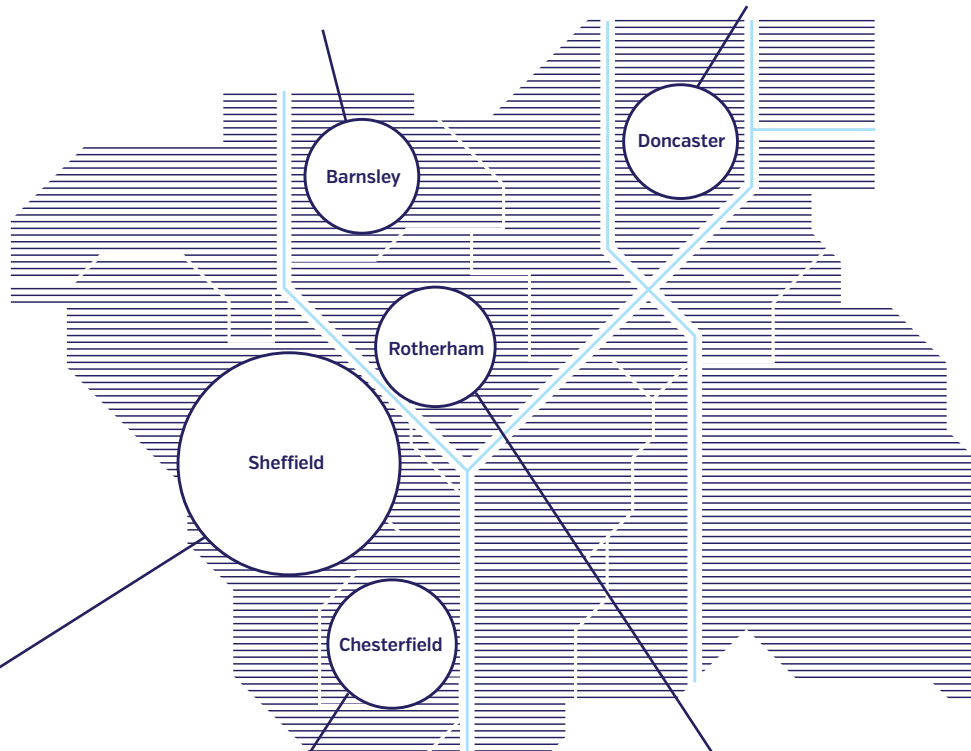 Doncaster
Barnsley
Rotherham
Sheffield
Chesterfield